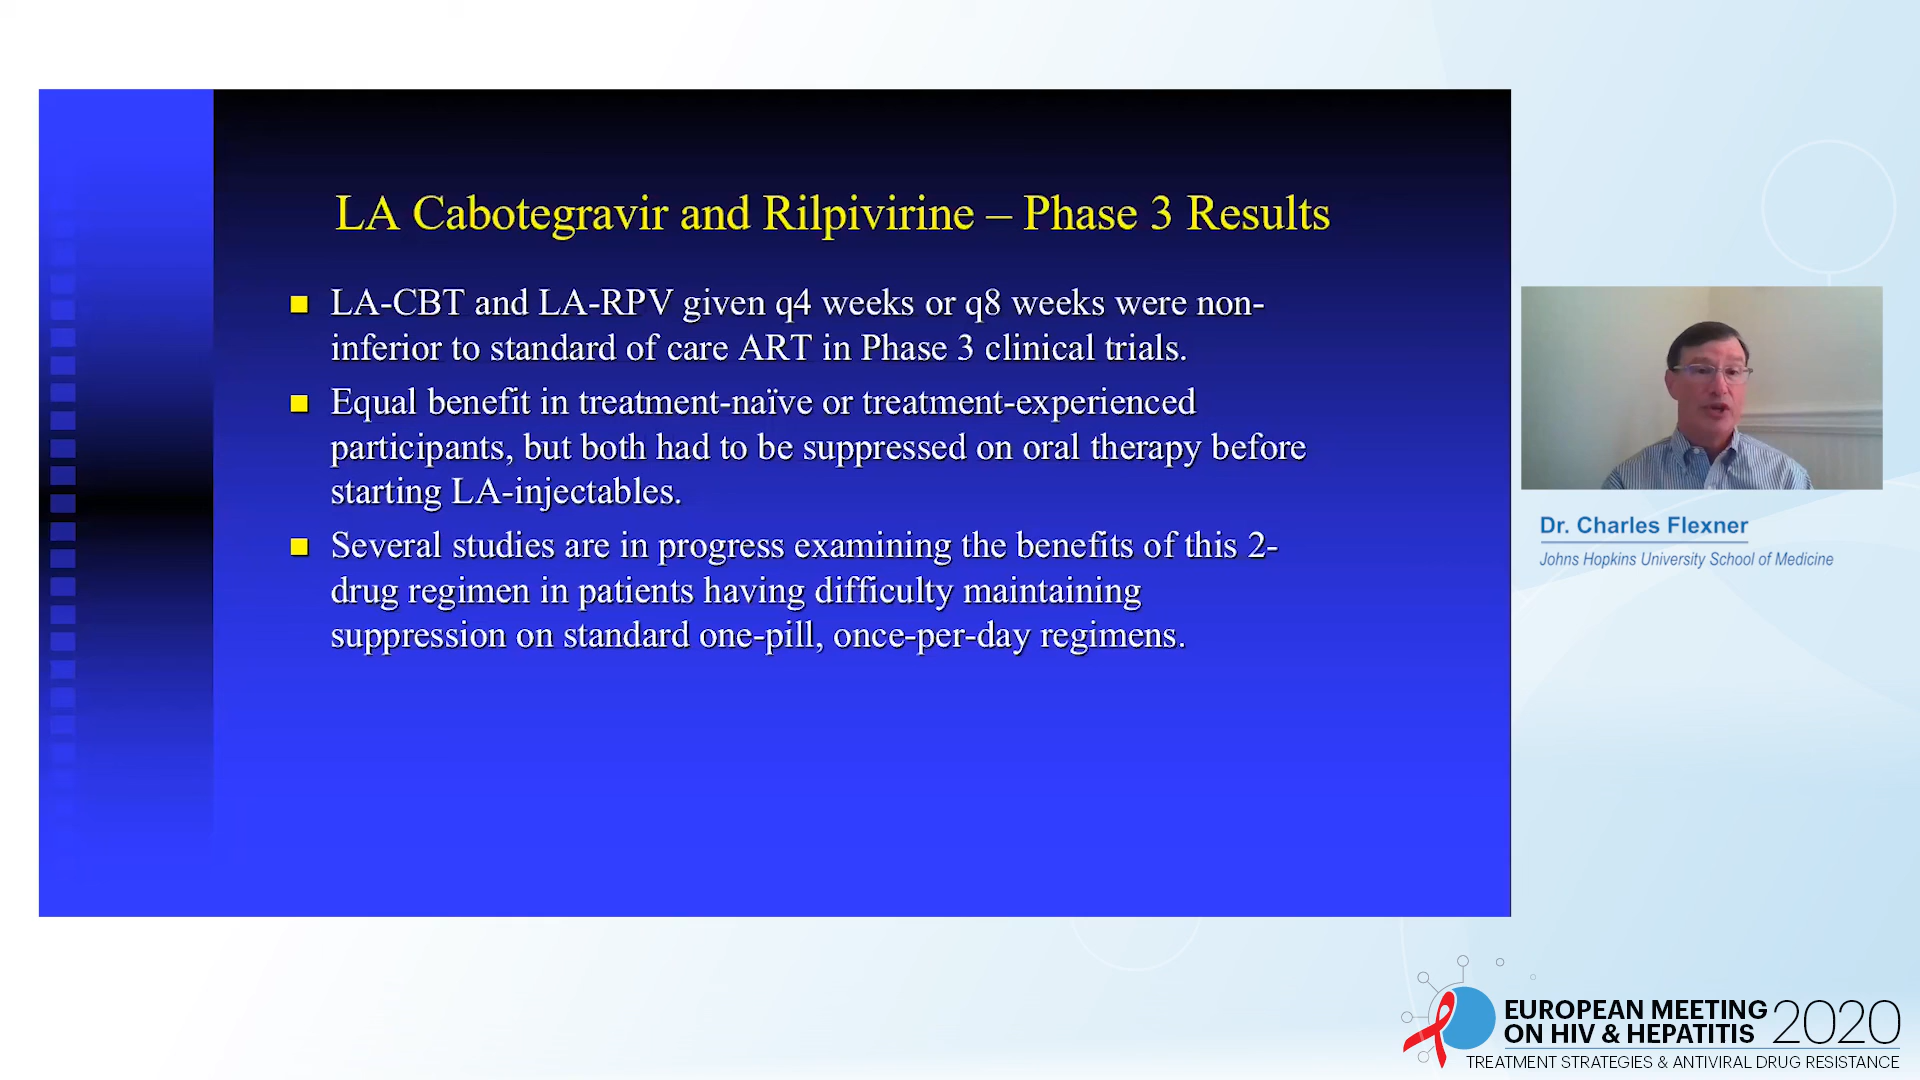 LA Cabotegravir and Rilpivirine – Phase 3 Results
LA-CBT and LA-RPV given q4 weeks or q8 weeks were non-
inferior to standard of care ART in Phase 3 clinical trials.
Equal benefit in treatment-naïve or treatment-experienced
participants, but both had to be suppressed on oral therapy before
starting LA-injectables.
Several studies are in progress examining the benefits of this 2-
drug regimen in patients having difficulty maintaining
suppression on standard one-pill, once-per-day regimens.
Dr. Charles Flexner
Johns Hopkins University School of Medicine
EUROPEAN MEETING
ON HIV & HEPATITIS 2020
TREATMENT STRATEGIES & ANTIVIRAL DRUG RESISTANCE